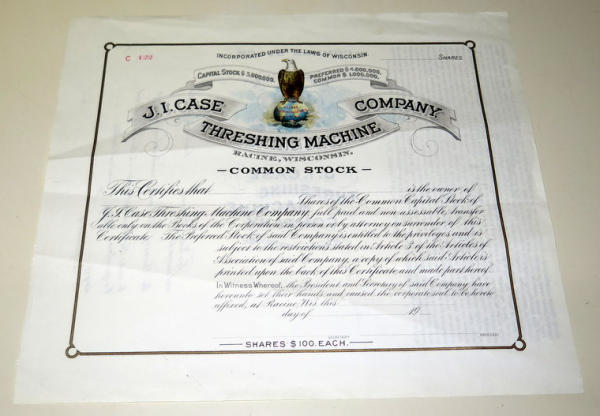 INCORPORATED UNDER THE LAWS OF WISCONSIN.
C
SHARES
CAPITAL STOCK $5,000,000. PREFERRED $4,000,000.
COMMON $1,000,000.
J. I. CASE COMPANY.
THRESHING MACHINE
RACINE, WISCONSIN.
COMMON STOCK
This Certifies that is the owner of
Shares of the Common Capital Stock of
J. I. Case Threshing Machine Company, full paid and non-assessable, transfer
able only on the Books of the Corporation in person or by attorney on surrender of this
Certificate. The Preferred Stock of said Company is entitled to the privileges and is
subject to the restrictions stated in Article 3 of the Articles of
Association of said Company, a copy of which said Article is
printed upon the back of this Certificate and made part hereof.
In Witness Whereof, the President and Secretary of said Company have
hereunto set their hands and caused the corporate seal to be hereto
affixed, at Racine, Wis. this
day of 19
SECRETARY. PRESIDENT.
SHARES $100. EACH.